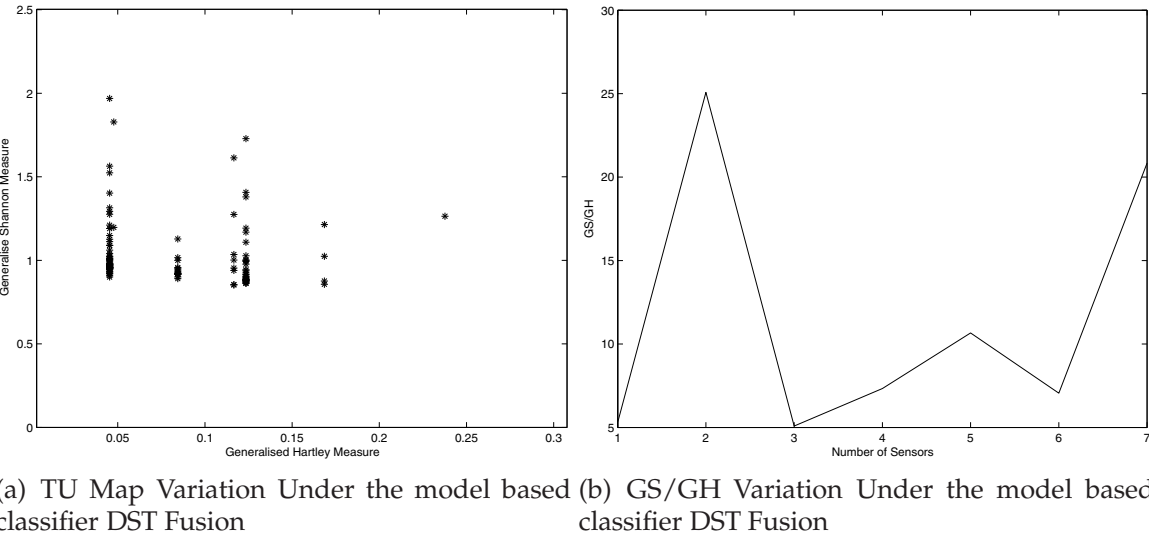 2.5
2
1.5
1
0.5
0
Generalise Shannon Measure
0.05 0.1 0.15 0.2 0.25 0.3
Generalised Hartley Measure
30
25
20
15
10
5
GS/GH
1 2 3 4 5 6 7
Number of Sensors
(a) TU Map Variation Under the model based
classifier DST Fusion
(b) GS/GH Variation Under the model based
classifier DST Fusion